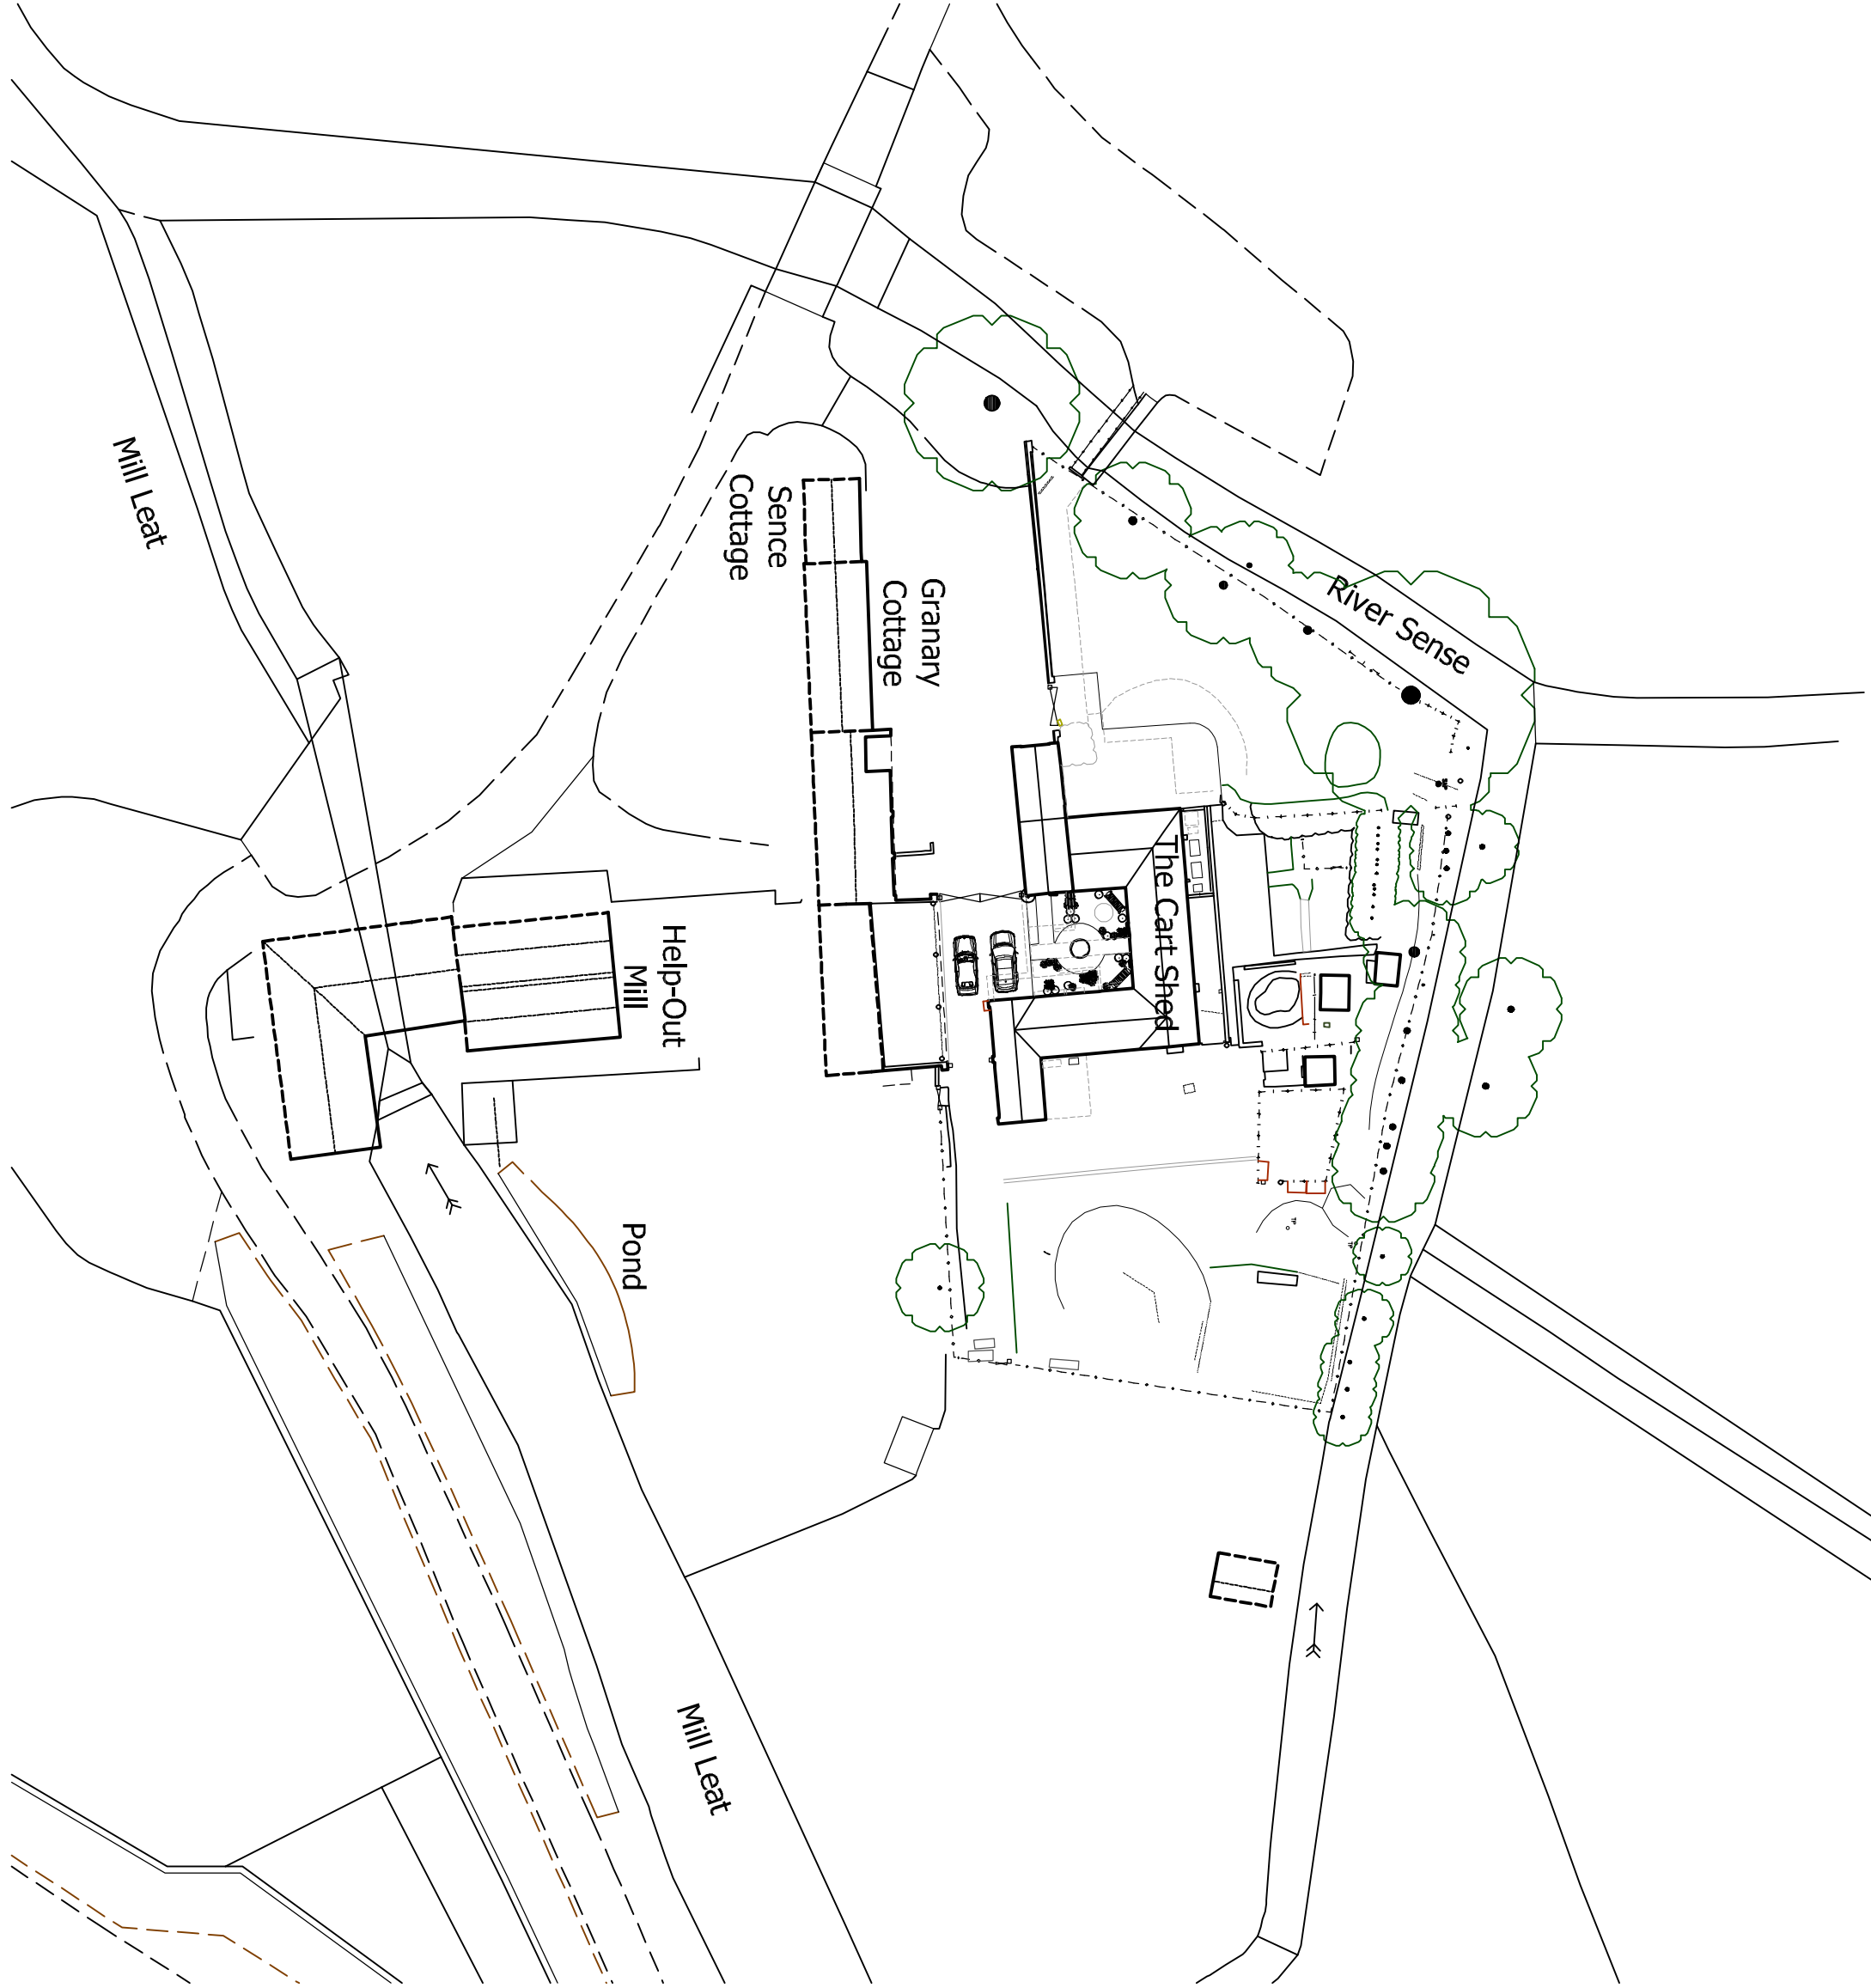 Mill Leat
Sence
Cottage
Granary
Cottage
River Sense
The Cart Shed
Help-Out
Mill
Pond
Mill Leat